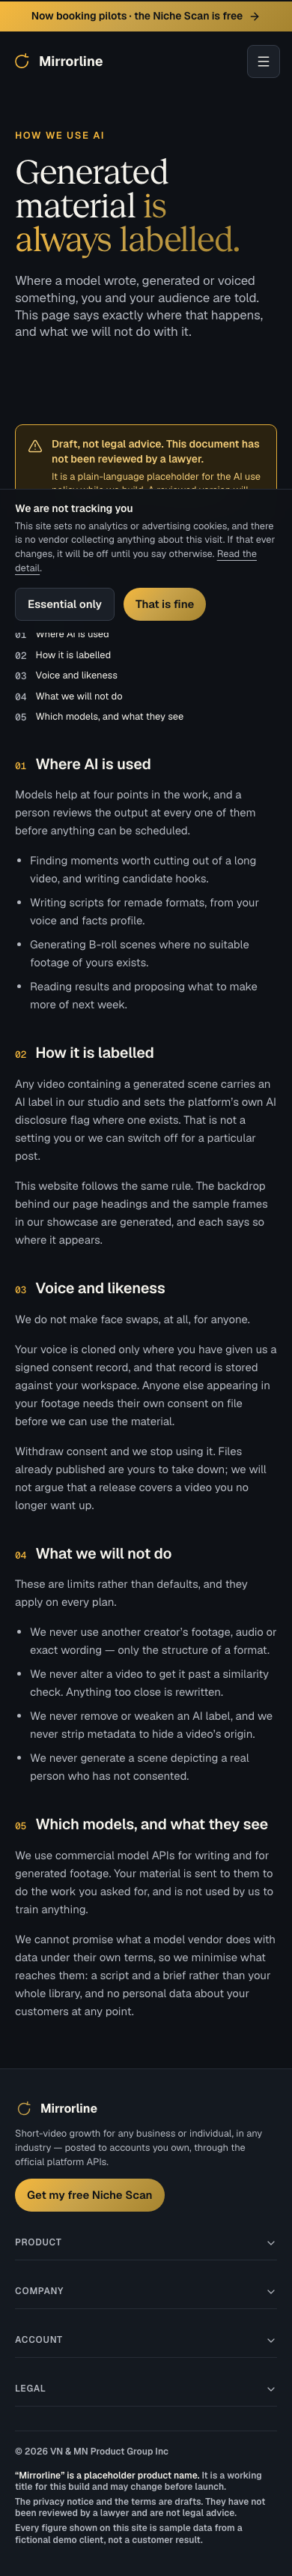 Now booking pilots · the Niche Scan is free →
Mirrorline
HOW WE USE AI
Generated
material is
always labelled.
Where a model wrote, generated or voiced
something, you and your audience are told.
This page says exactly where that happens,
and what we will not do with it.
Draft, not legal advice. This document has
not been reviewed by a lawyer.
It is a plain-language placeholder for the AI use
We are not tracking you
This site sets no analytics or advertising cookies, and there
is no vendor collecting anything about this visit. If that ever
changes, it will be off until you say otherwise. Read the
detail.
Essential only
That is fine
01 Where AI is used
02 How it is labelled
03 Voice and likeness
04 What we will not do
05 Which models, and what they see
01 Where AI is used
Models help at four points in the work, and a
person reviews the output at every one of them
before anything can be scheduled.
• Finding moments worth cutting out of a long
video, and writing candidate hooks.
• Writing scripts for remade formats, from your
voice and facts profile.
• Generating B-roll scenes where no suitable
footage of yours exists.
• Reading results and proposing what to make
more of next week.
02 How it is labelled
Any video containing a generated scene carries an
AI label in our studio and sets the platform's own AI
disclosure flag where one exists. That is not a
setting you or we can switch off for a particular
post.
This website follows the same rule. The backdrop
behind our page headings and the sample frames
in our showcase are generated, and each says so
where it appears.
03 Voice and likeness
We do not make face swaps, at all, for anyone.
Your voice is cloned only where you have given us a
signed consent record, and that record is stored
against your workspace. Anyone else appearing in
your footage needs their own consent on file
before we can use the material.
Withdraw consent and we stop using it. Files
already published are yours to take down; we will
not argue that a release covers a video you no
longer want up.
04 What we will not do
These are limits rather than defaults, and they
apply on every plan.
• We never use another creator's footage, audio or
exact wording — only the structure of a format.
• We never alter a video to get it past a similarity
check. Anything too close is rewritten.
• We never remove or weaken an AI label, and we
never strip metadata to hide a video's origin.
• We never generate a scene depicting a real
person who has not consented.
05 Which models, and what they see
We use commercial model APIs for writing and for
generated footage. Your material is sent to them to
do the work you asked for, and is not used by us to
train anything.
We cannot promise what a model vendor does with
data under their own terms, so we minimise what
reaches them: a script and a brief rather than your
whole library, and no personal data about your
customers at any point.
Mirrorline
Short-video growth for any business or individual, in any
industry — posted to accounts you own, through the
official platform APIs.
Get my free Niche Scan
PRODUCT
COMPANY
ACCOUNT
LEGAL
© 2026 VN & MN Product Group Inc
"Mirrorline" is a placeholder product name. It is a working
title for this build and may change before launch.
The privacy notice and the terms are drafts. They have not
been reviewed by a lawyer and are not legal advice.
Every figure shown on this site is sample data from a
fictional demo client, not a customer result.